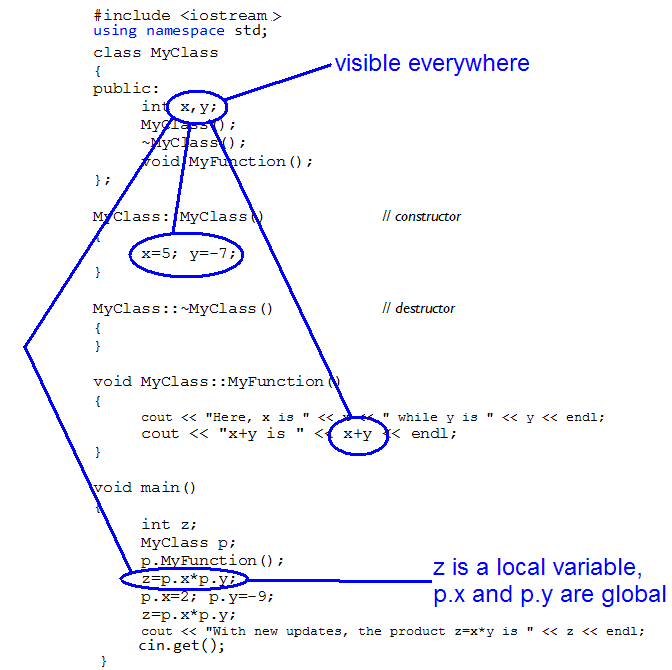 #include <iostream>
using namespace std;
class MyClass
{
visible everywhere
public:
int x,y;
MyClass();
~MyClass();
void MyFunction();
};
MyClass::MyClass() // constructor
{
x=5; y=-7;
}
MyClass::~MyClass() // destructor
{
}
void MyClass::MyFunction()
{
cout << "Here, x is " << x << " while y is " << y << endl;
cout << "x+y is " << x+y << endl;
}
void main()
{
int z;
MyClass p;
p.MyFunction();
z=p.x*p.y;
z is a local variable,
p.x and p.y are global
p.x=2; p.y=-9;
z=p.x*p.y;
cout << "With new updates, the product z=x*y is " << z << endl;
cin.get();
}